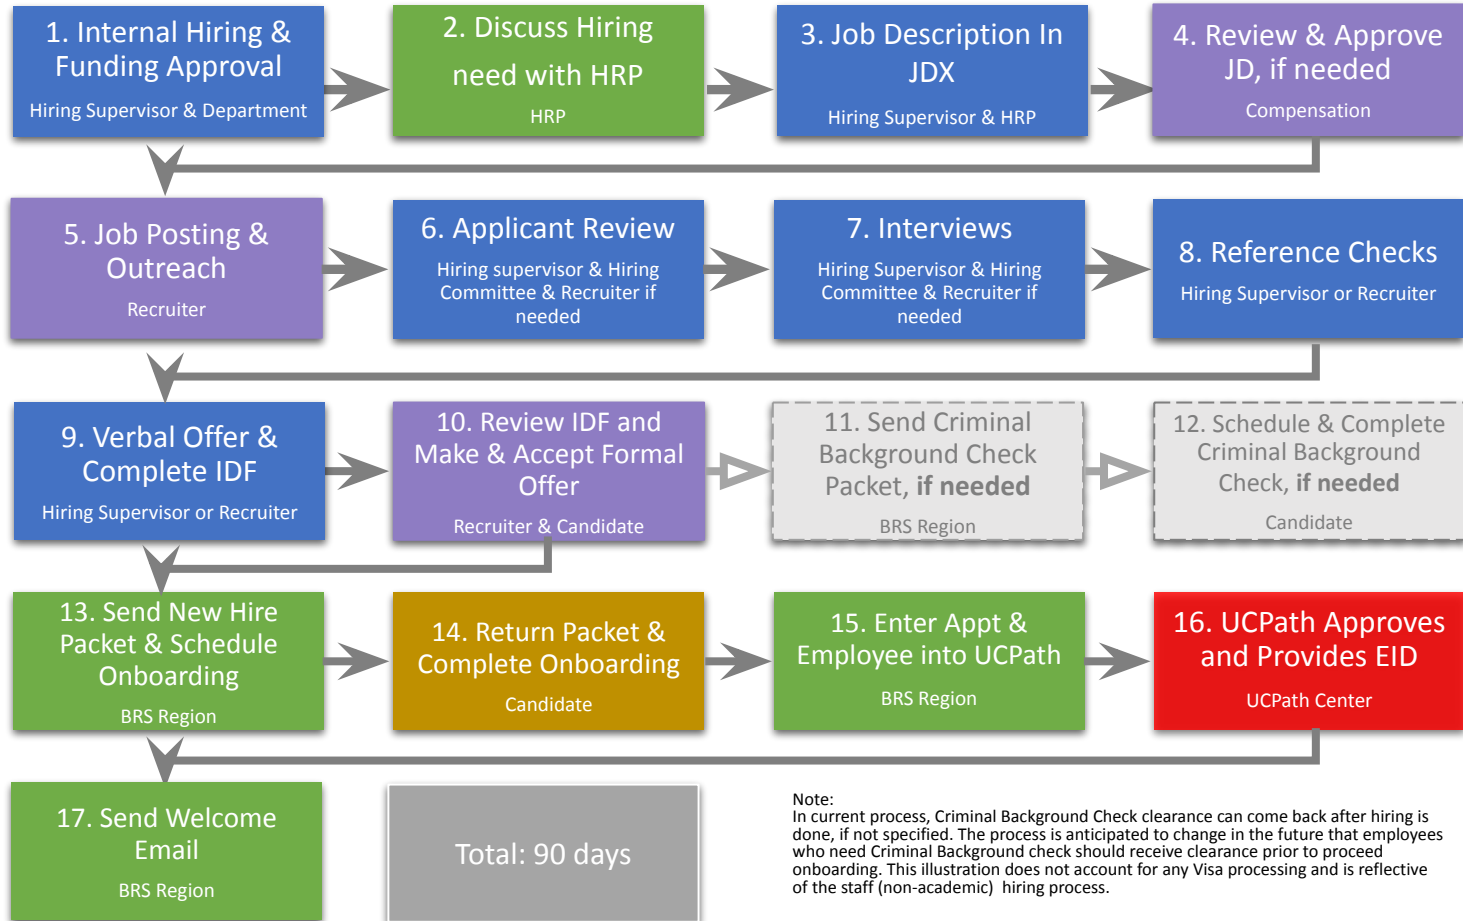 1. Internal Hiring &
Funding Approval
Hiring Supervisor & Department
2. Discuss Hiring
need with HRP
HRP
3. Job Description In
JDX
Hiring Supervisor & HRP
4. Review & Approve
JD, if needed
Compensation
5. Job Posting &
Outreach
Recruiter
6. Applicant Review
Hiring supervisor & Hiring
Committee & Recruiter if
needed
7. Interviews
Hiring Supervisor & Hiring
Committee & Recruiter if
needed
8. Reference Checks
Hiring Supervisor or Recruiter
9. Verbal Offer &
Complete IDF
Hiring Supervisor or Recruiter
10. Review IDF and
Make & Accept Formal
Offer
Recruiter & Candidate
11. Send Criminal
Background Check
Packet, if needed
BRS Region
12. Schedule & Complete
Criminal Background
Check, if needed
Candidate
13. Send New Hire
Packet & Schedule
Onboarding
BRS Region
14. Return Packet &
Complete Onboarding
Candidate
15. Enter Appt &
Employee into UCPath
BRS Region
16. UCPath Approves
and Provides EID
UCPath Center
17. Send Welcome
Email
BRS Region
Total: 90 days
Note:
In current process, Criminal Background Check clearance can come back after hiring is
done, if not specified. The process is anticipated to change in the future that employees
who need Criminal Background check should receive clearance prior to proceed
onboarding. This illustration does not account for any Visa processing and is reflective
of the staff (non-academic) hiring process.